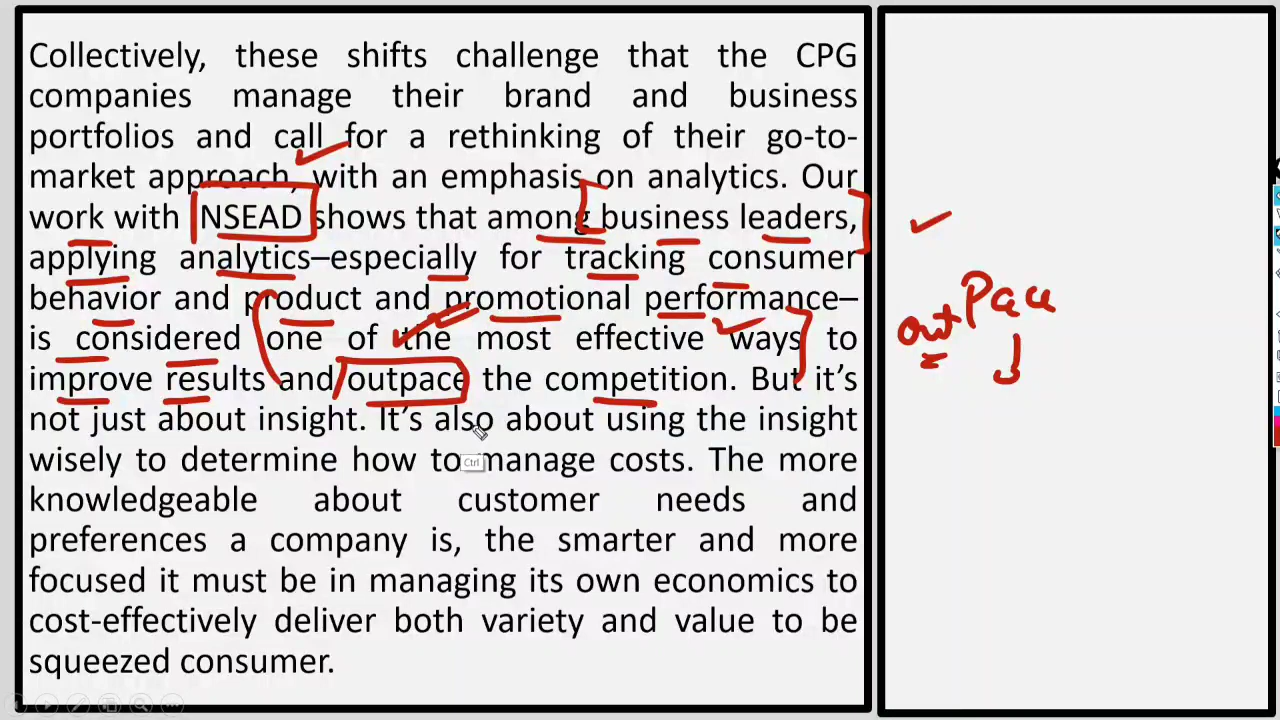 Collectively, these shifts challenge that the CPG
companies manage their brand and business
portfolios and call for a rethinking of their go-to-
market approach, with an emphasis on analytics. Our
work with NSEAD shows that among business leaders,
applying analytics–especially for tracking consumer
behavior and product and promotional performance–
is considered one of the most effective ways to
improve results and outpace the competition. But it's
not just about insight. It's also about using the insight
wisely to determine how to manage costs. The more
knowledgeable about customer needs and
preferences a company is, the smarter and more
focused it must be in managing its own economics to
cost-effectively deliver both variety and value to be
squeezed consumer.
Ctrl
out Pace